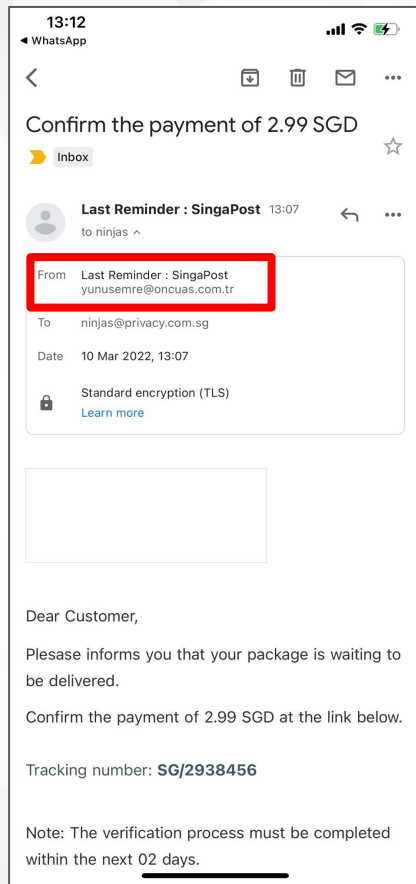 13:12
◀ WhatsApp
Confirm the payment of 2.99 SGD
Inbox
Last Reminder : SingaPost 13:07
to ninjas
From Last Reminder : SingaPost
yunusemre@oncuas.com.tr
To ninjas@privacy.com.sg
Date 10 Mar 2022, 13:07
Standard encryption (TLS)
Learn more
Dear Customer,
Plesase informs you that your package is waiting to
be delivered.
Confirm the payment of 2.99 SGD at the link below.
Tracking number: SG/2938456
Note: The verification process must be completed
within the next 02 days.